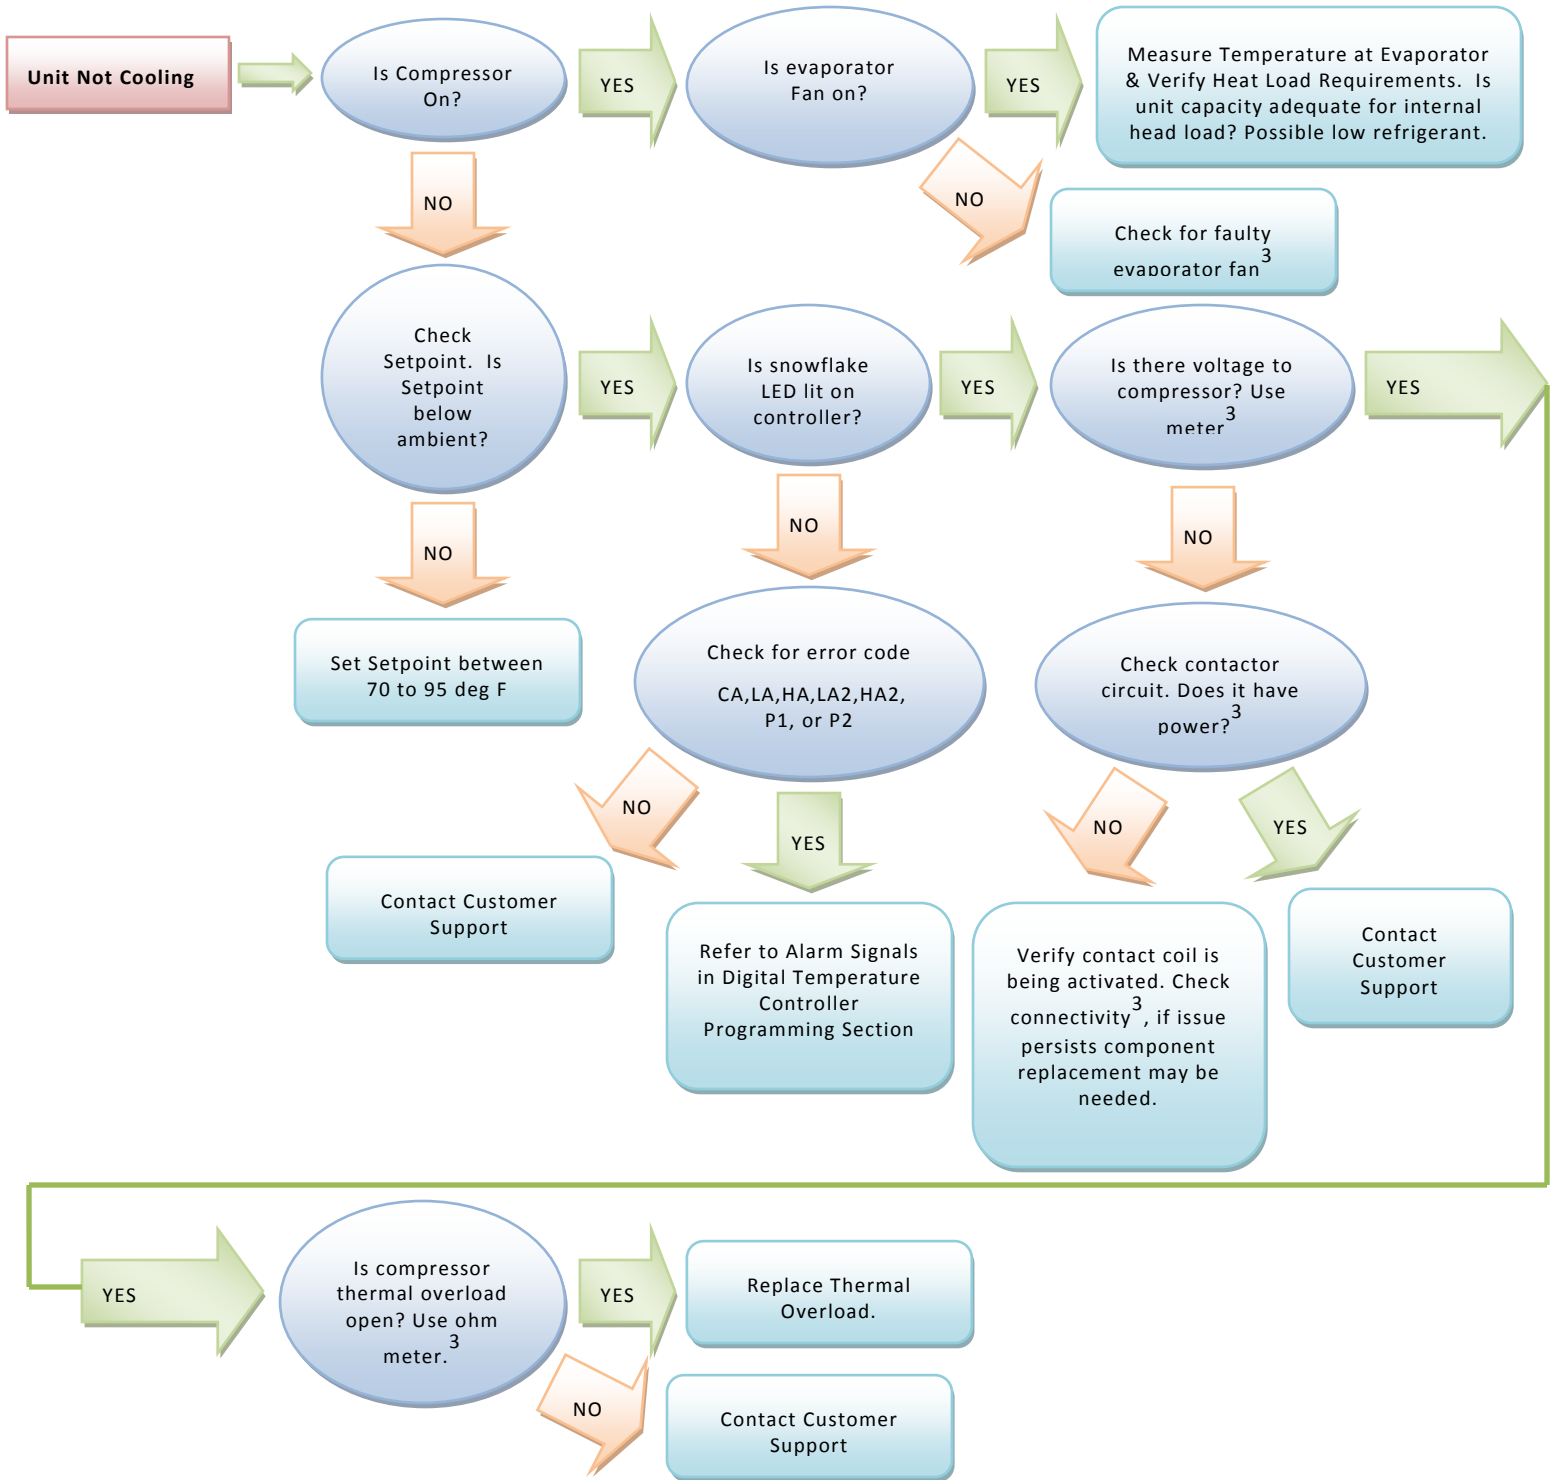 Unit Not Cooling
Is Compressor
On?
YES
Is evaporator
Fan on?
YES
Measure Temperature at Evaporator
& Verify Heat Load Requirements.  Is
unit capacity adequate for internal
head load? Possible low refrigerant.
NO
NO
Check for faulty
evaporator fan3
Check
Setpoint.  Is
Setpoint
below
ambient?
YES
Is snowflake
LED lit on
controller?
YES
Is there voltage to
compressor? Use
meter3
YES
NO
NO
NO
Set Setpoint between
70 to 95 deg F
Check for error code
CA,LA,HA,LA2,HA2,
P1, or P2
Check contactor
circuit. Does it have
power?3
NO
YES
NO
YES
Contact Customer
Support
Refer to Alarm Signals
in Digital Temperature
Controller
Programming Section
Verify contact coil is
being activated. Check
connectivity3, if issue
persists component
replacement may be
needed.
Contact
Customer
Support
YES
Is compressor
thermal overload
open? Use ohm
meter.3
YES
Replace Thermal
Overload.
NO
Contact Customer
Support